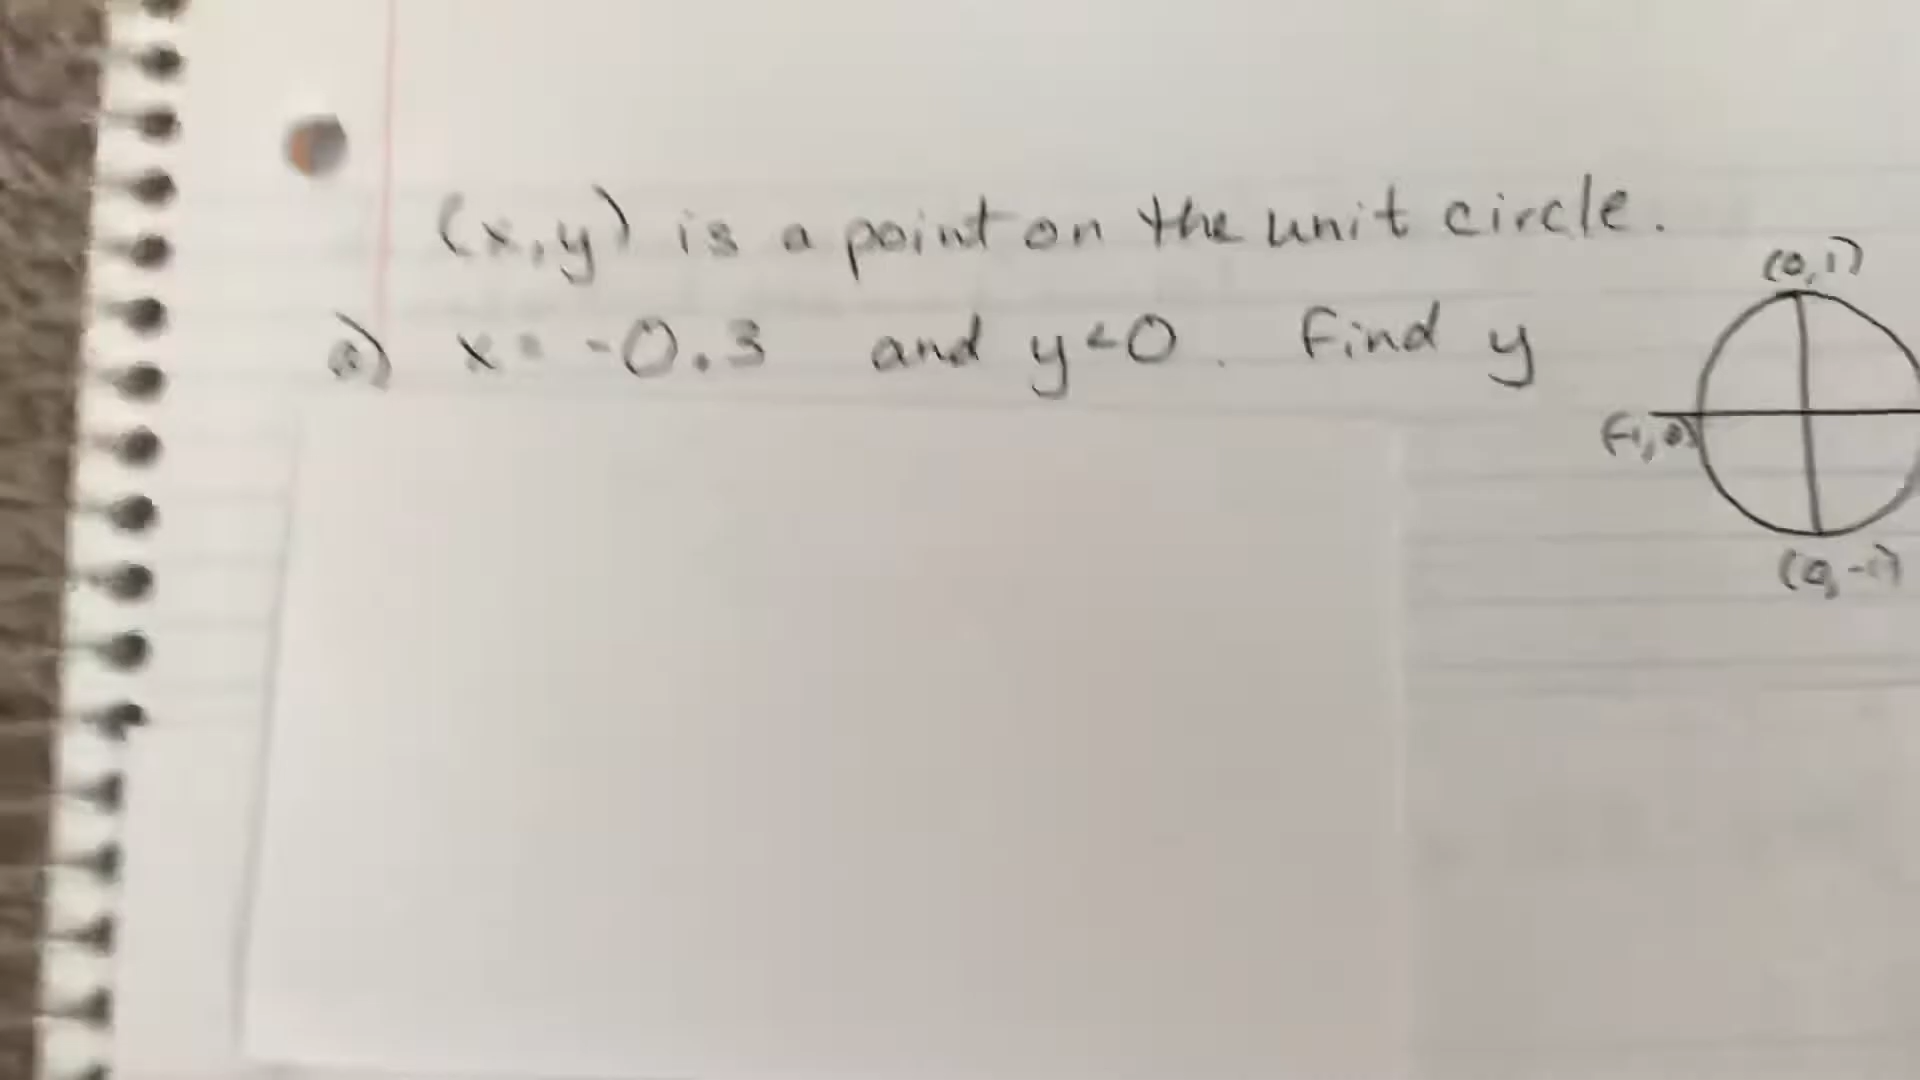 (x,y) is a point on the unit circle.
a) x = -0.3 and y<0. Find y
(0,1)
(-1,0)
(0,-1)